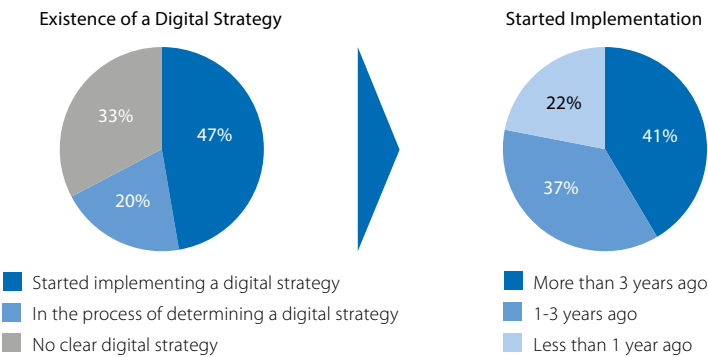 Existence of a Digital Strategy
33%
47%
20%
Started implementing a digital strategy
In the process of determining a digital strategy
No clear digital strategy
Started Implementation
22%
41%
37%
More than 3 years ago
1-3 years ago
Less than 1 year ago